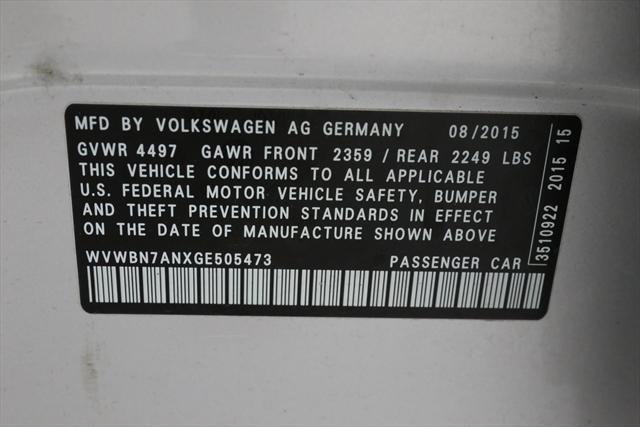 MFD BY VOLKSWAGEN AG GERMANY 08/2015
GVWR 4497 GAWR FRONT 2359 / REAR 2249 LBS
THIS VEHICLE CONFORMS TO ALL APPLICABLE
U.S. FEDERAL MOTOR VEHICLE SAFETY, BUMPER
AND THEFT PREVENTION STANDARDS IN EFFECT
ON THE DATE OF MANUFACTURE SHOWN ABOVE
WVWBN7ANXGE505473 PASSENGER CAR
3510922 2015 15